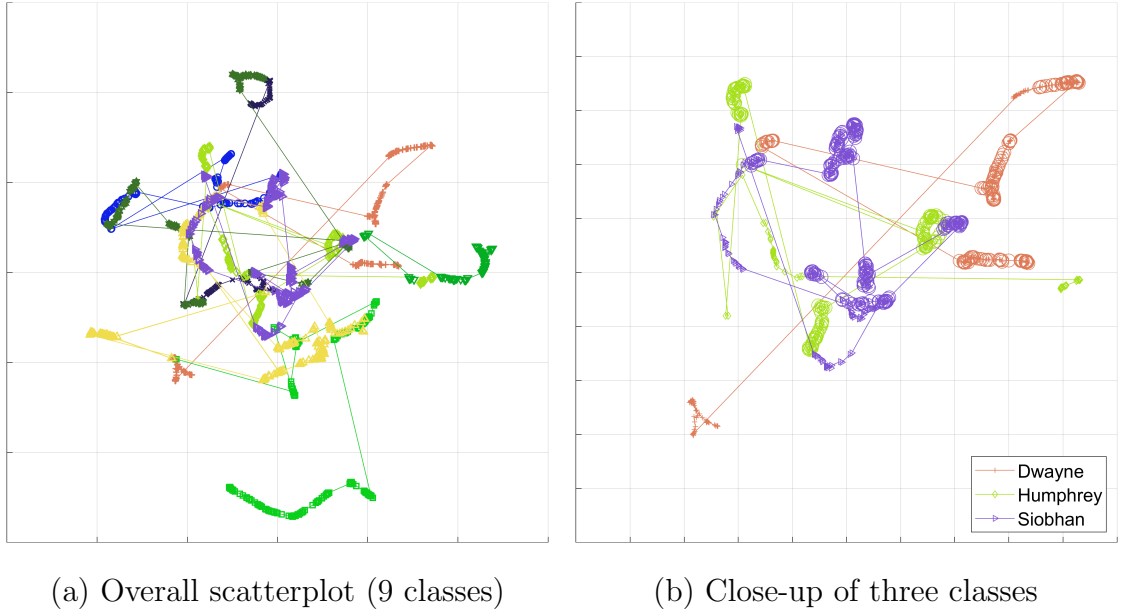 Dwayne
Humphrey
Siobhan
(a) Overall scatterplot (9 classes)
(b) Close-up of three classes